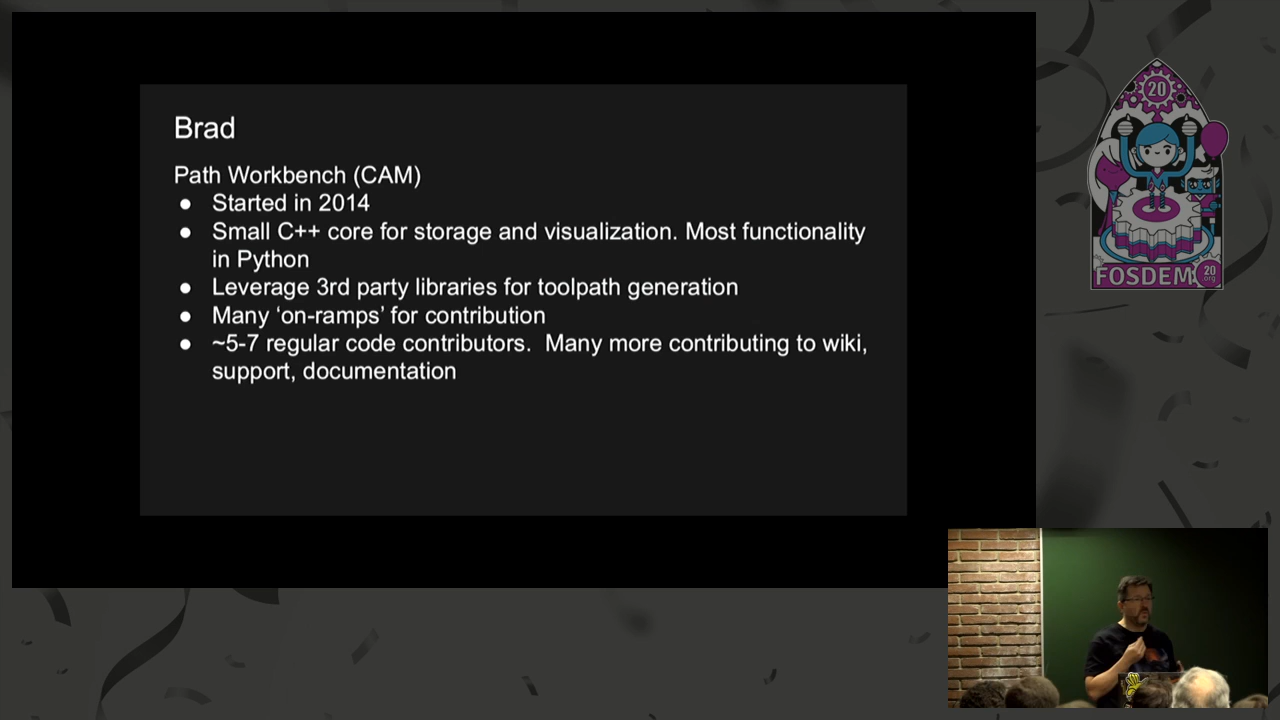 Brad
Path Workbench (CAM)
● Started in 2014
● Small C++ core for storage and visualization. Most functionality
in Python
● Leverage 3rd party libraries for toolpath generation
● Many ‘on-ramps’ for contribution
● ~5-7 regular code contributors.  Many more contributing to wiki,
support, documentation
20
FOSDEM 20
.org